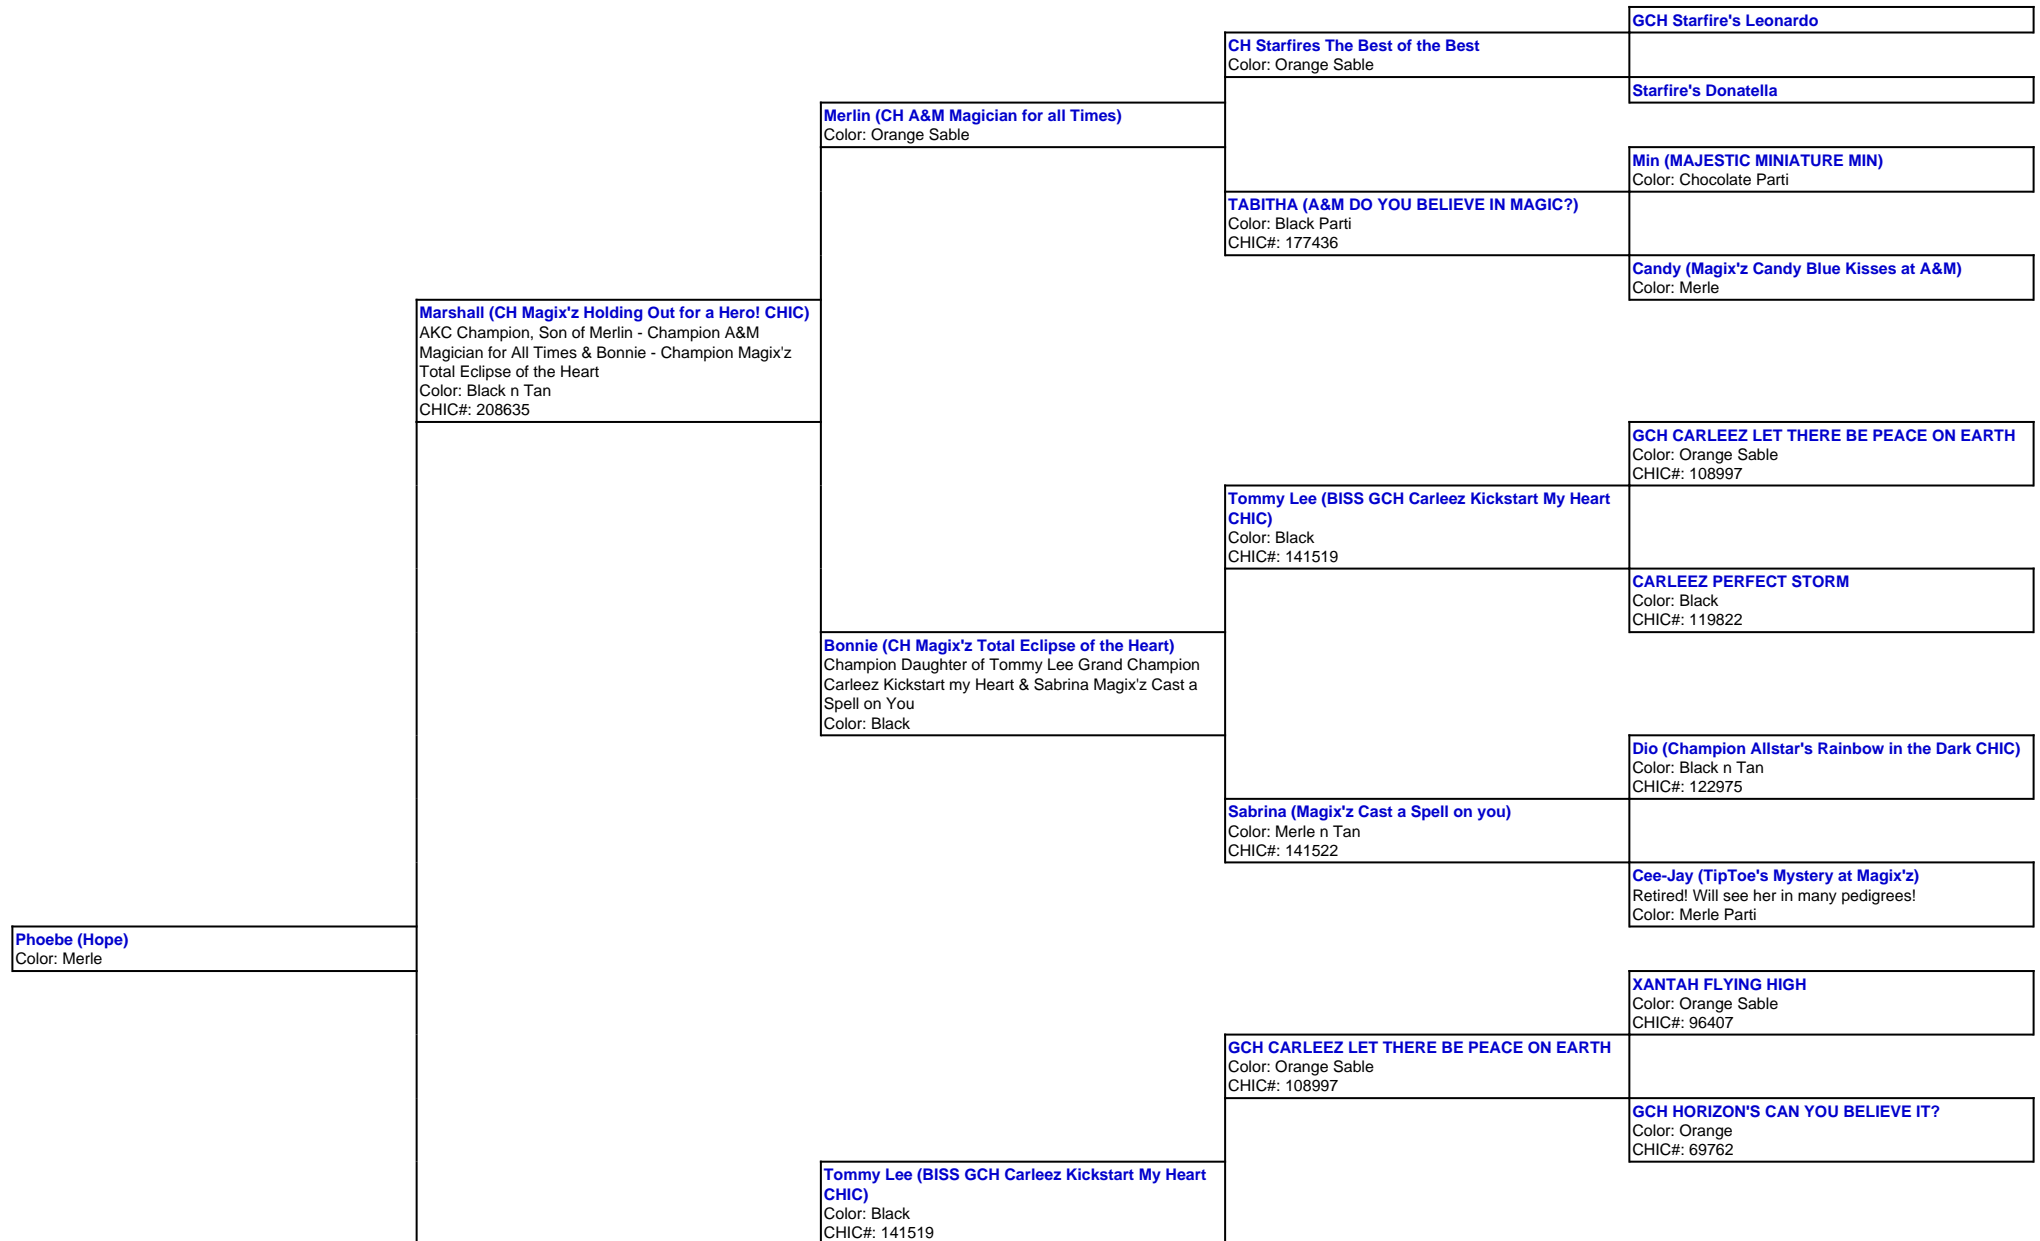 GCH Starfire's Leonardo
CH Starfires The Best of the Best
Color: Orange Sable
Starfire's Donatella
Merlin (CH A&M Magician for all Times)
Color: Orange Sable
Min (MAJESTIC MINIATURE MIN)
Color: Chocolate Parti
TABITHA (A&M DO YOU BELIEVE IN MAGIC?)
Color: Black Parti
CHIC#: 177436
Candy (Magix'z Candy Blue Kisses at A&M)
Color: Merle
Marshall (CH Magix'z Holding Out for a Hero! CHIC)
AKC Champion, Son of Merlin - Champion A&M
Magician for All Times & Bonnie - Champion Magix'z
Total Eclipse of the Heart
Color: Black n Tan
CHIC#: 208635
GCH CARLEEZ LET THERE BE PEACE ON EARTH
Color: Orange Sable
CHIC#: 108997
Tommy Lee (BISS GCH Carleez Kickstart My Heart
CHIC)
Color: Black
CHIC#: 141519
CARLEEZ PERFECT STORM
Color: Black
CHIC#: 119822
Bonnie (CH Magix'z Total Eclipse of the Heart)
Champion Daughter of Tommy Lee Grand Champion
Carleez Kickstart my Heart & Sabrina Magix'z Cast a
Spell on You
Color: Black
Dio (Champion Allstar's Rainbow in the Dark CHIC)
Color: Black n Tan
CHIC#: 122975
Sabrina (Magix'z Cast a Spell on you)
Color: Merle n Tan
CHIC#: 141522
Cee-Jay (TipToe's Mystery at Magix'z)
Retired! Will see her in many pedigrees!
Color: Merle Parti
Phoebe (Hope)
Color: Merle
XANTAH FLYING HIGH
Color: Orange Sable
CHIC#: 96407
GCH CARLEEZ LET THERE BE PEACE ON EARTH
Color: Orange Sable
CHIC#: 108997
GCH HORIZON'S CAN YOU BELIEVE IT?
Color: Orange
CHIC#: 69762
Tommy Lee (BISS GCH Carleez Kickstart My Heart
CHIC)
Color: Black
CHIC#: 141519